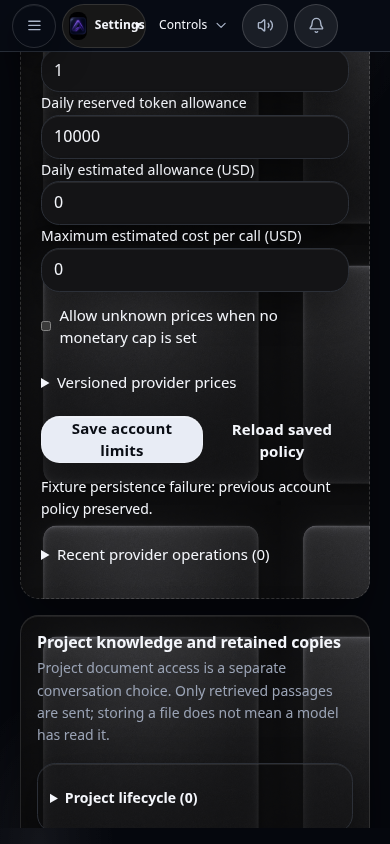 Settings
Controls
1
Daily reserved token allowance
10000
Daily estimated allowance (USD)
0
Maximum estimated cost per call (USD)
0
Allow unknown prices when no
monetary cap is set
Versioned provider prices
Save account
limits
Reload saved
policy
Fixture persistence failure: previous account
policy preserved.
Recent provider operations (0)
Project knowledge and retained copies
Project document access is a separate
conversation choice. Only retrieved passages
are sent; storing a file does not mean a model
has read it.
Project lifecycle (0)